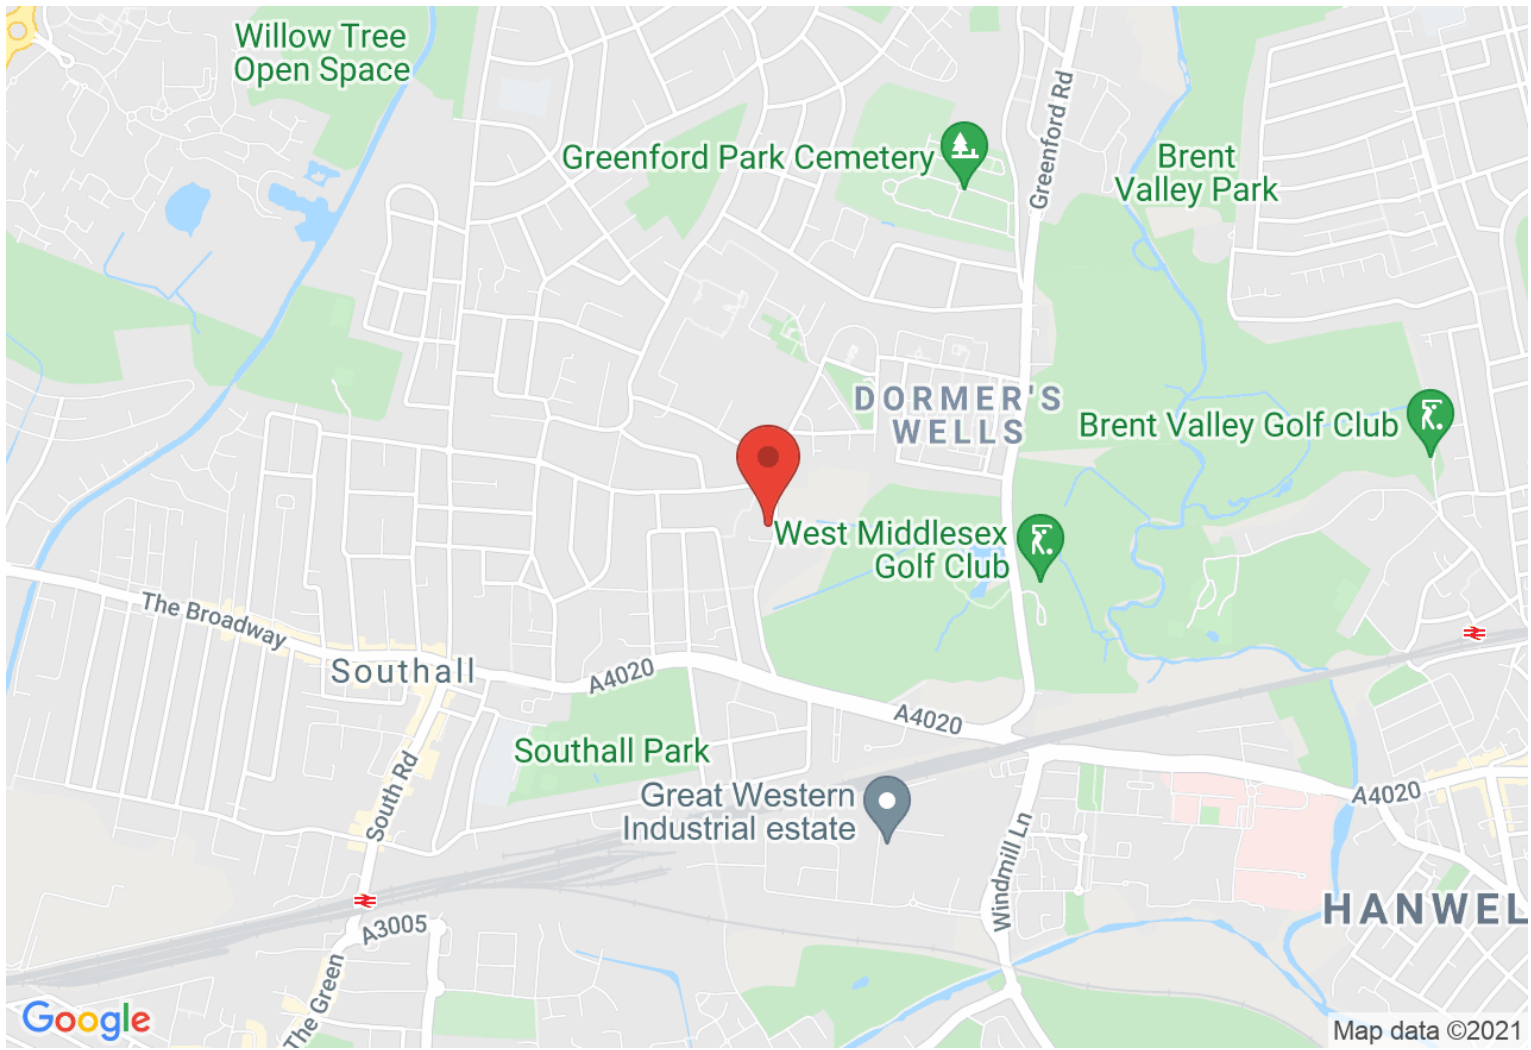 Willow Tree
Open Space
Greenford Rd
Greenford Park Cemetery
Brent
Valley Park
DORMER'S
WELLS
Brent Valley Golf Club
West Middlesex
Golf Club
The Broadway
Southall
A4020
A4020
Southall Park
South Rd
Great Western
Industrial estate
A4020
Windmill Ln
HANWEL
A3005
The Green
Google
Map data ©2021